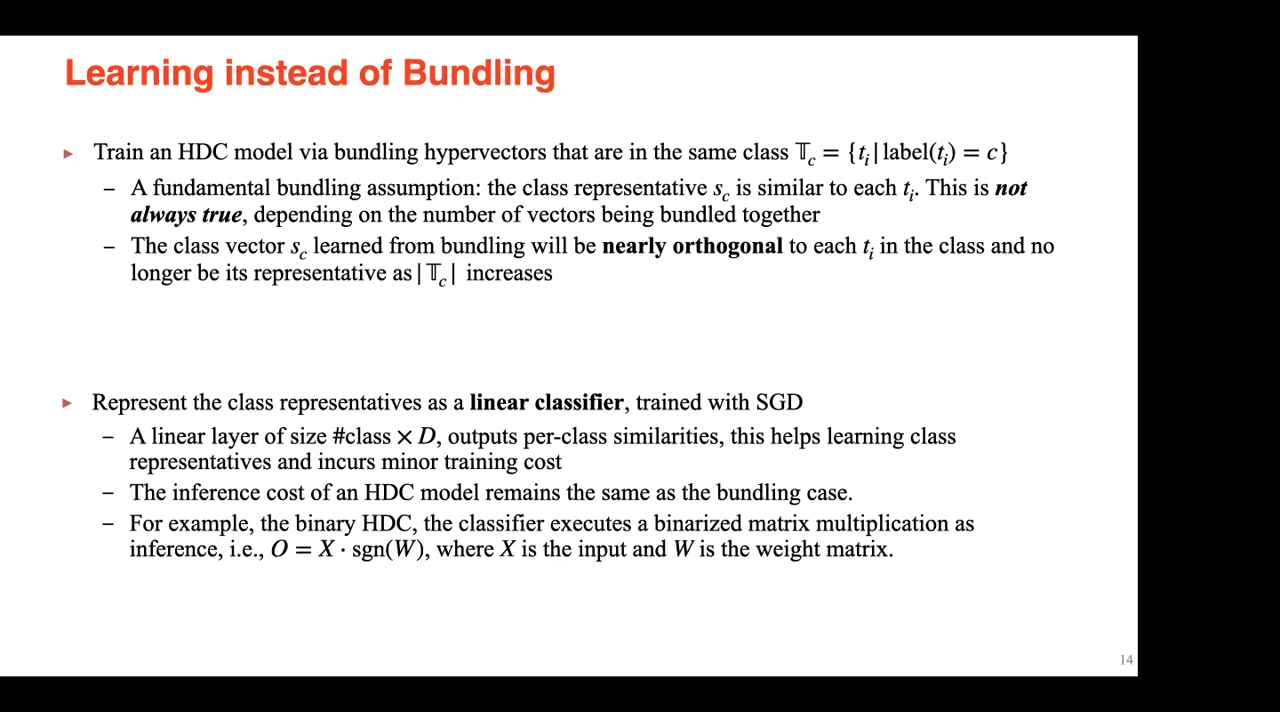 Learning instead of Bundling
▸ Train an HDC model via bundling hypervectors that are in the same class 𝕋c = {ti | label(ti) = c}
– A fundamental bundling assumption: the class representative sc is similar to each ti. This is not
always true, depending on the number of vectors being bundled together
– The class vector sc learned from bundling will be nearly orthogonal to each ti in the class and no
longer be its representative as |𝕋c| increases
▸ Represent the class representatives as a linear classifier, trained with SGD
– A linear layer of size #class × D, outputs per-class similarities, this helps learning class
representatives and incurs minor training cost
– The inference cost of an HDC model remains the same as the bundling case.
– For example, the binary HDC, the classifier executes a binarized matrix multiplication as
inference, i.e., O = X · sgn(W), where X is the input and W is the weight matrix.
14